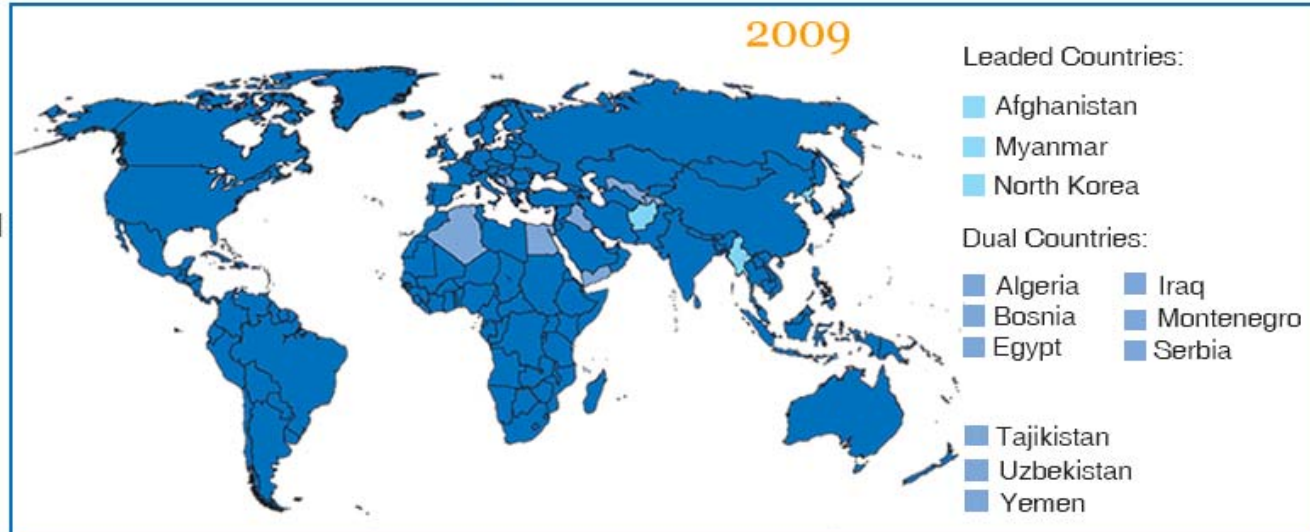 2009
Leaded Countries:
Afghanistan
Myanmar
North Korea
Dual Countries:
Algeria
Bosnia
Egypt
Iraq
Montenegro
Serbia
Tajikistan
Uzbekistan
Yemen